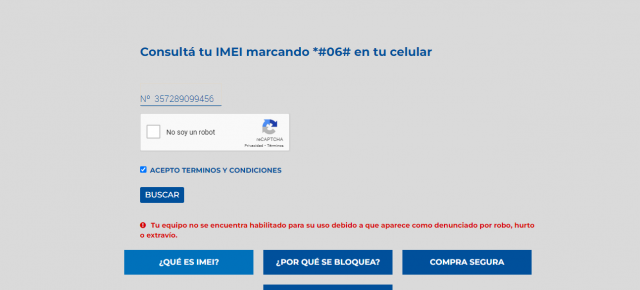 Consultá tu IMEI marcando *#06# en tu celular
Nº 357289099456
No soy un robot
reCAPTCHA
Privacidad - Términos
ACEPTO TERMINOS Y CONDICIONES
BUSCAR
Tu equipo no se encuentra habilitado para su uso debido a que aparece como denunciado por robo, hurto
o extravío.
¿QUÉ ES IMEI?
¿POR QUÉ SE BLOQUEA?
COMPRA SEGURA